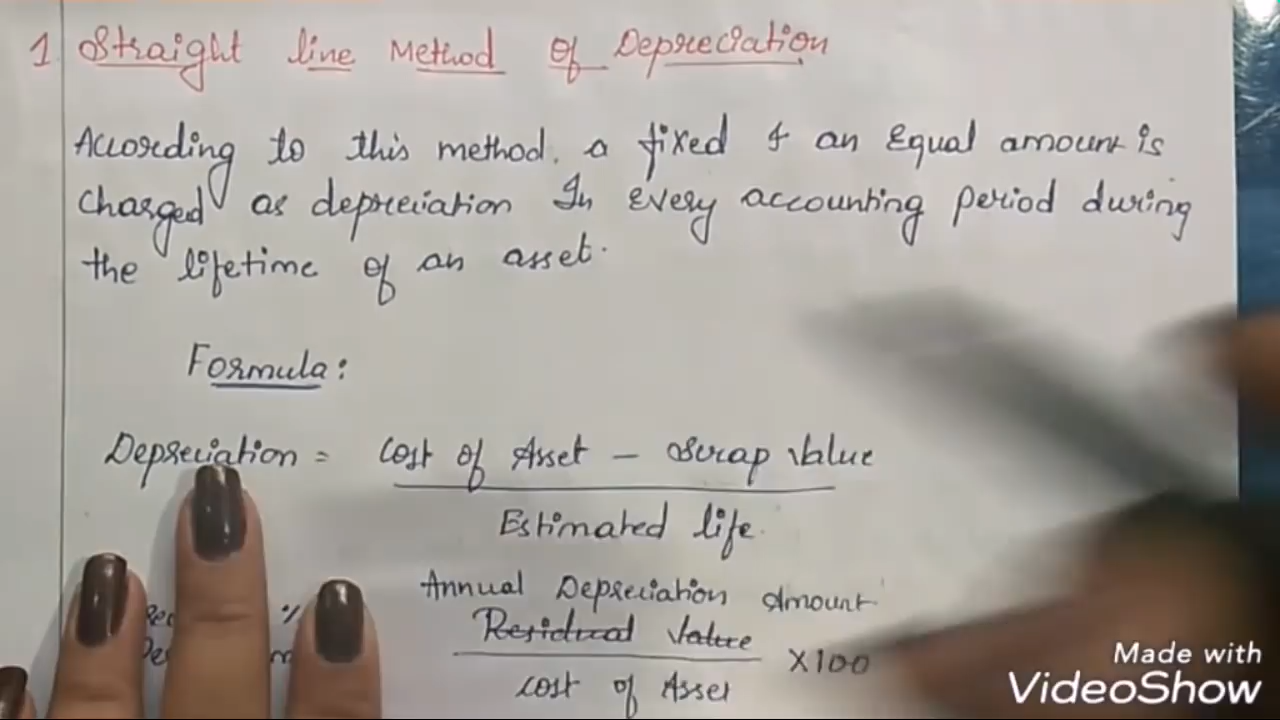 1. Straight line Method Of Depreciation
According to this method, a fixed & an Equal amount is
charged as depreciation In every accounting period during
the lifetime of an asset.
Formula:
Depreciation = Cost of Asset - Scrap Value
Estimated life.
Annual Depreciation Amount
Residual Value
%
X100
Cost of Asset
Made with
VideoShow